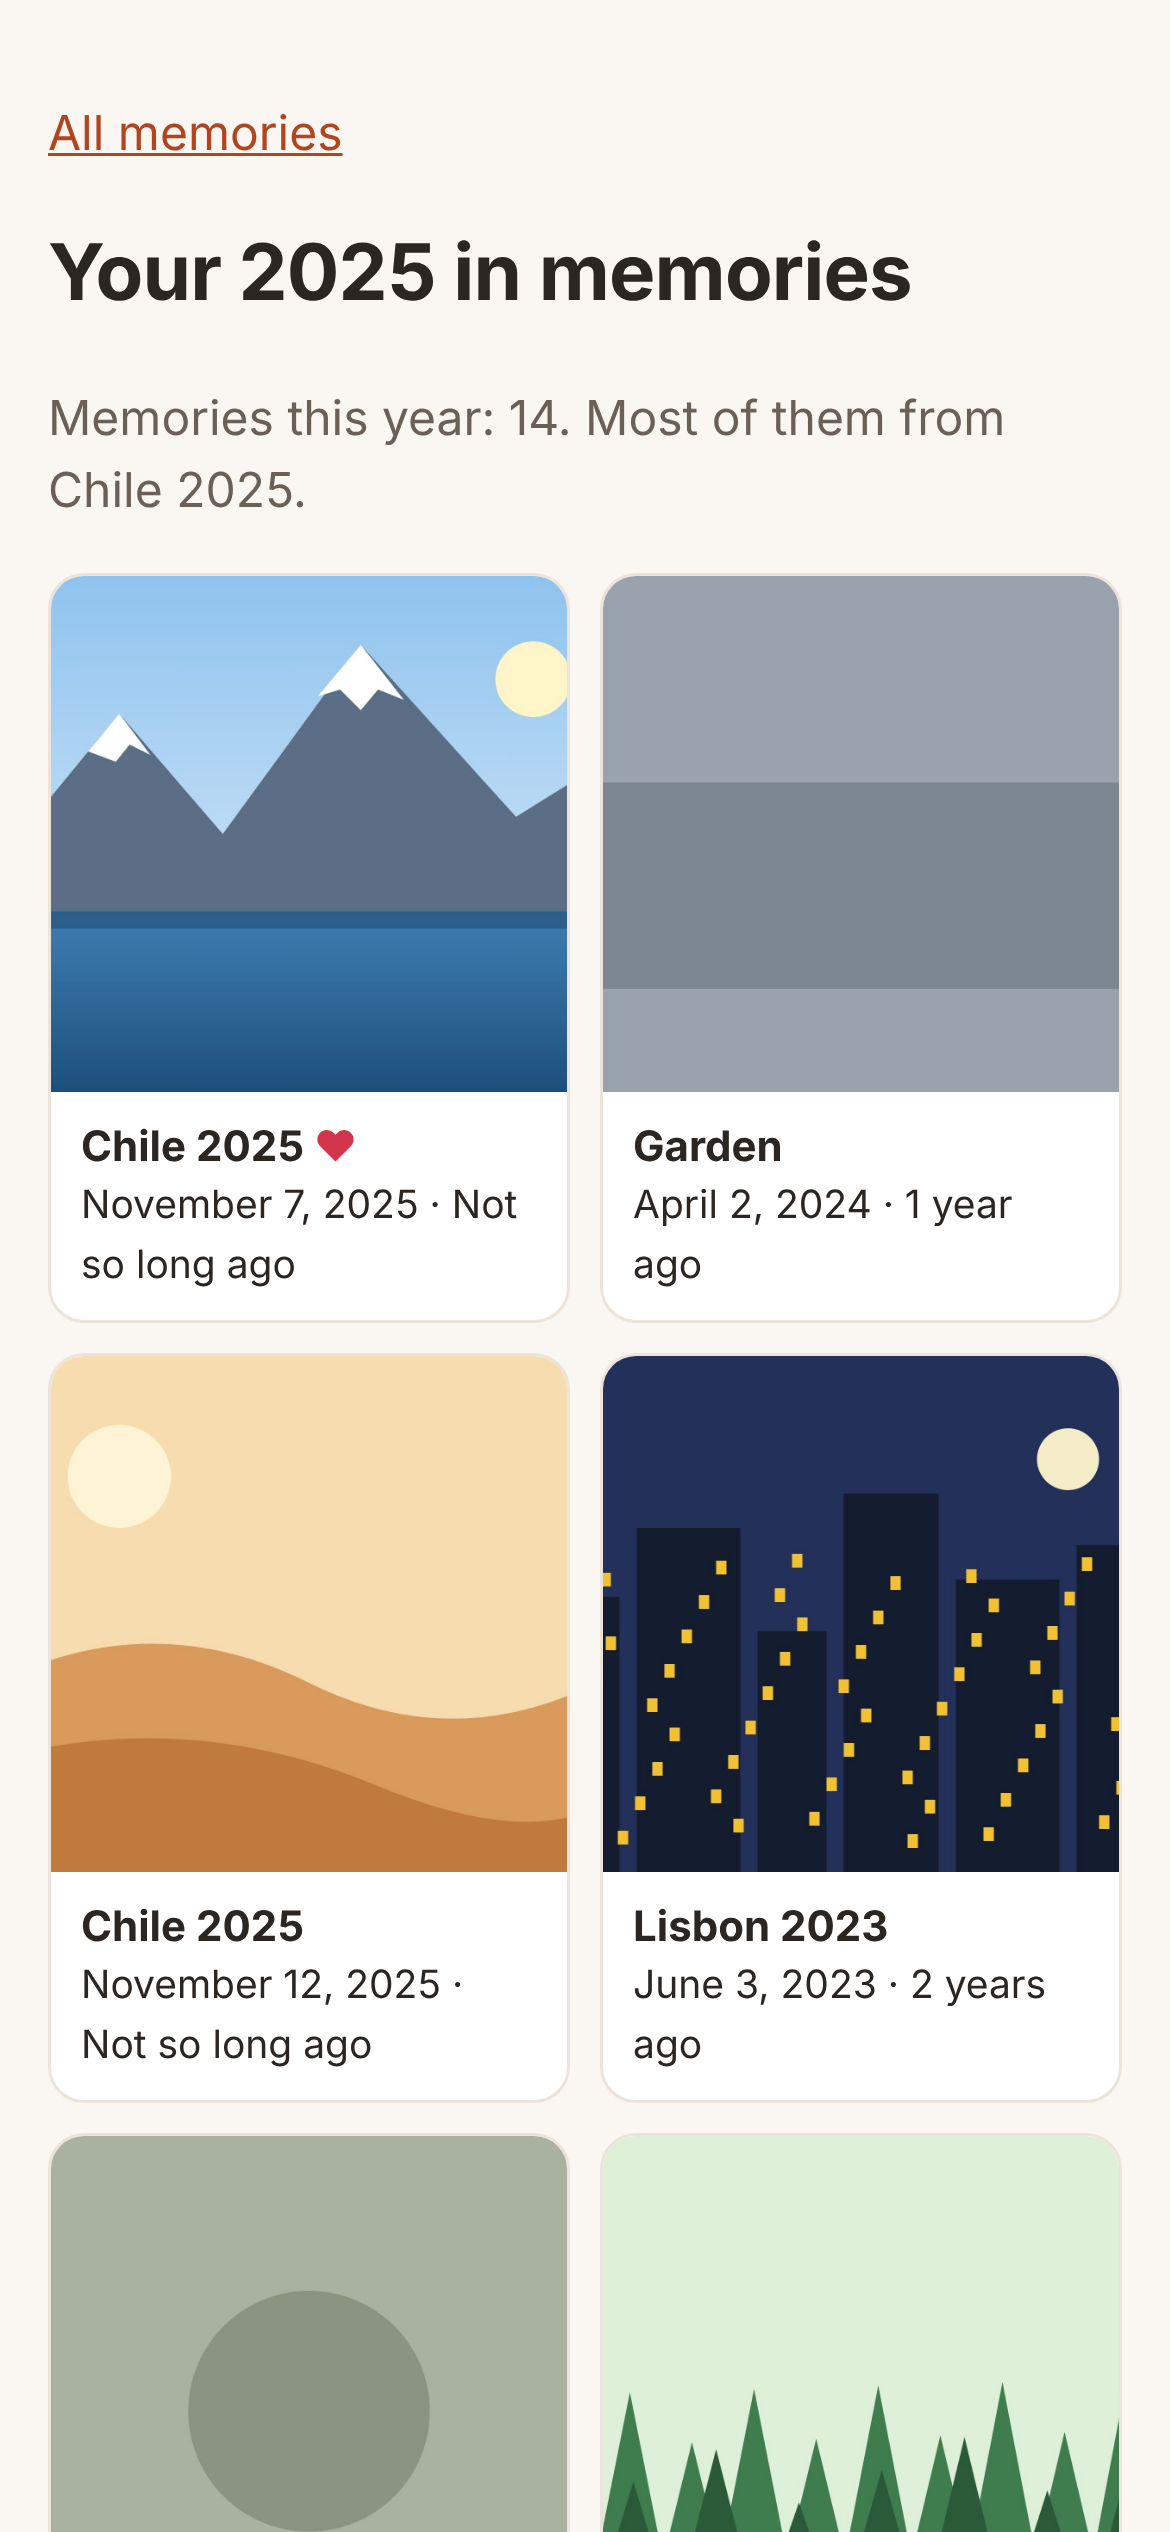 All memories
Your 2025 in memories
Memories this year: 14. Most of them from
Chile 2025.
Chile 2025 ❤
November 7, 2025 · Not
so long ago
Garden
April 2, 2024 · 1 year
ago
Chile 2025
November 12, 2025 ·
Not so long ago
Lisbon 2023
June 3, 2023 · 2 years
ago